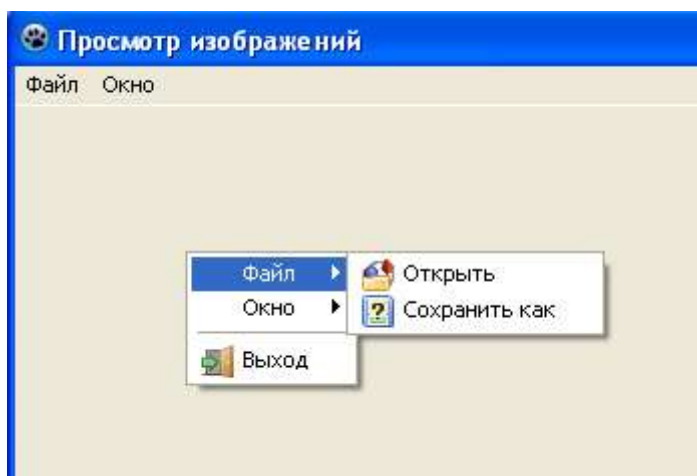 Просмотр изображений
Файл Окно
Файл Открыть
Окно Сохранить как
Выход